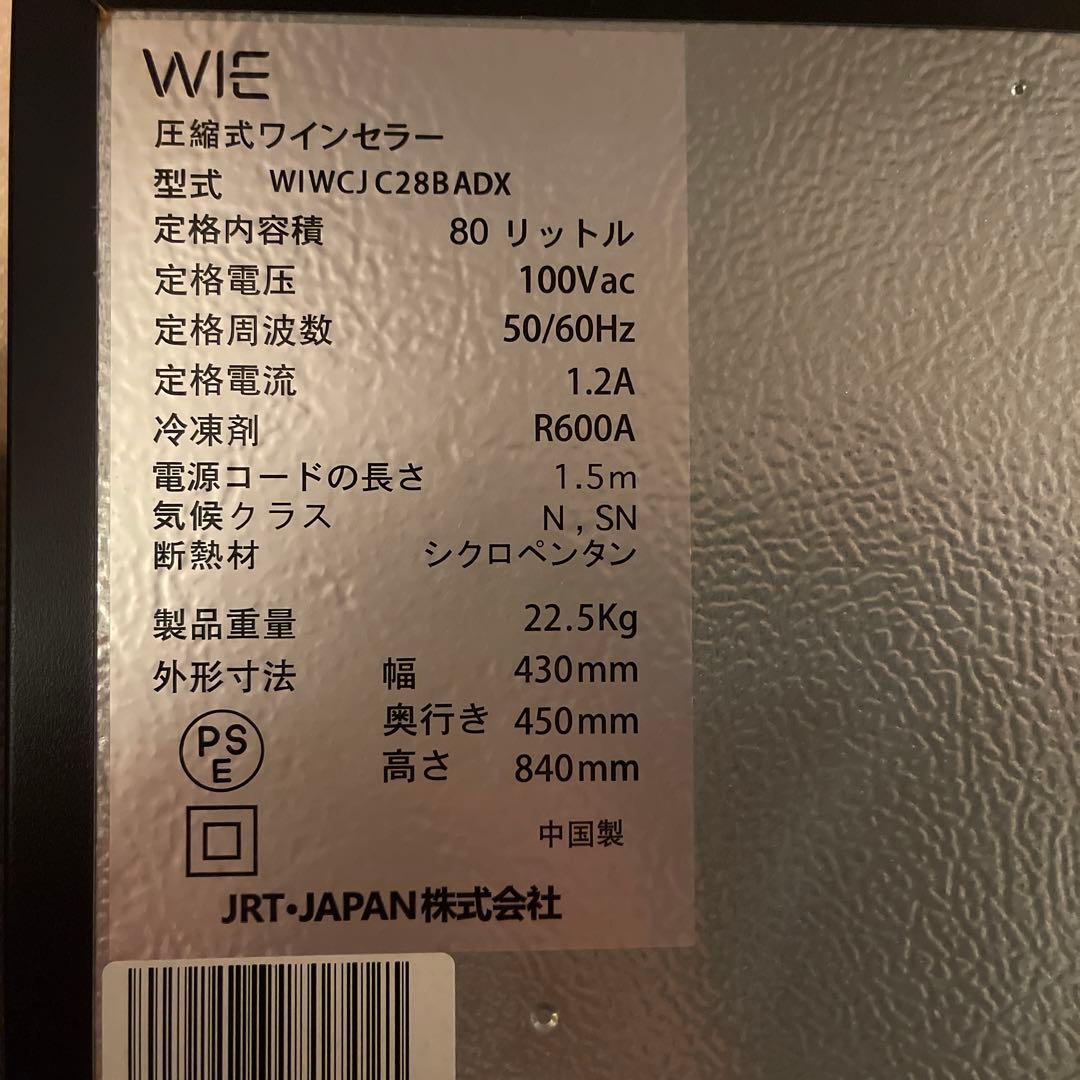 WIE
圧縮式ワインセラー
型式 WIWCJC28BADX
定格内容積 80 リットル
定格電圧 100Vac
定格周波数 50/60Hz
定格電流 1.2A
冷凍剤 R600A
電源コードの長さ 1.5m
気候クラス N , SN
断熱材 シクロペンタン
製品重量 22.5Kg
外形寸法 幅 430mm
奥行き 450mm
高さ 840mm
PSE
中国製
JRT・JAPAN株式会社